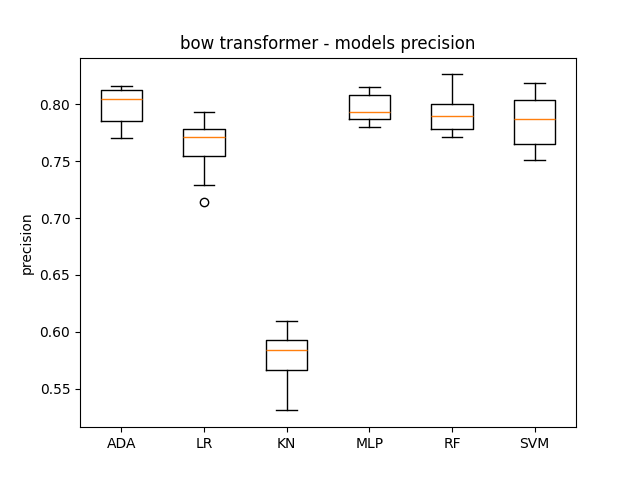 bow transformer - models precision
precision
0.80
0.75
0.70
0.65
0.60
0.55
ADA LR KN MLP RF SVM